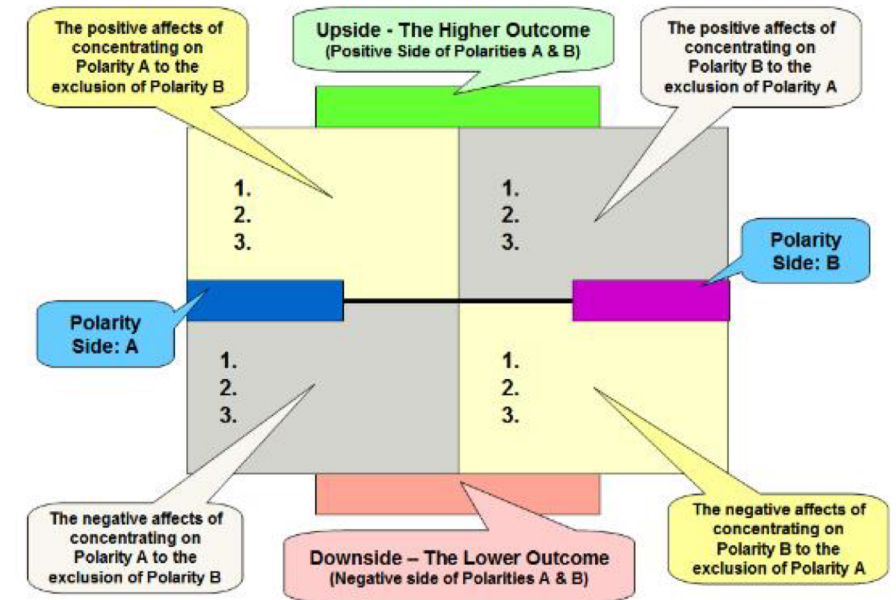 The positive affects of
concentrating on
Polarity A to the
exclusion of Polarity B
Upside - The Higher Outcome
(Positive Side of Polarities A & B)
The positive affects of
concentrating on
Polarity B to the
exclusion of Polarity A
1.
2.
3.
1.
2.
3.
Polarity
Side: B
Polarity
Side: A
1.
2.
3.
1.
2.
3.
The negative affects of
concentrating on
Polarity A to the
exclusion of Polarity B
Downside – The Lower Outcome
(Negative side of Polarities A & B)
The negative affects of
concentrating on
Polarity B to the
exclusion of Polarity A